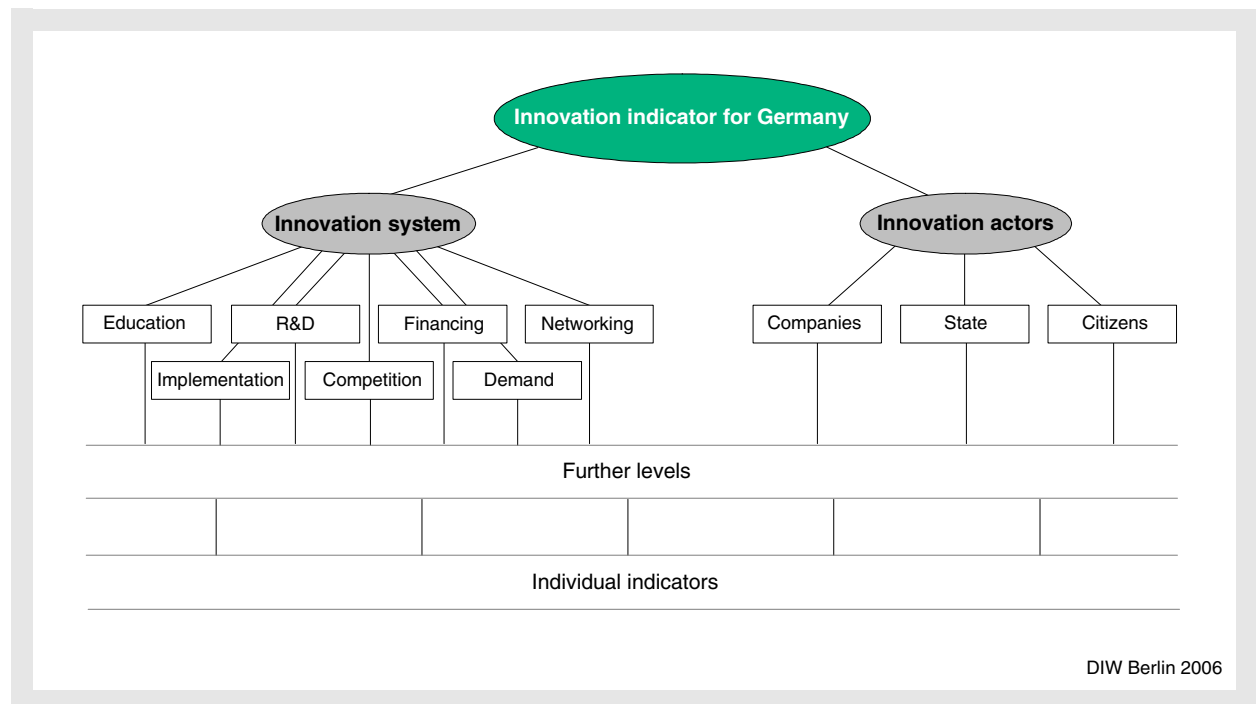 Innovation indicator for Germany
Innovation system
Innovation actors
Education
R&D
Financing
Networking
Companies
State
Citizens
Implementation
Competition
Demand
Further levels
Individual indicators
DIW Berlin 2006